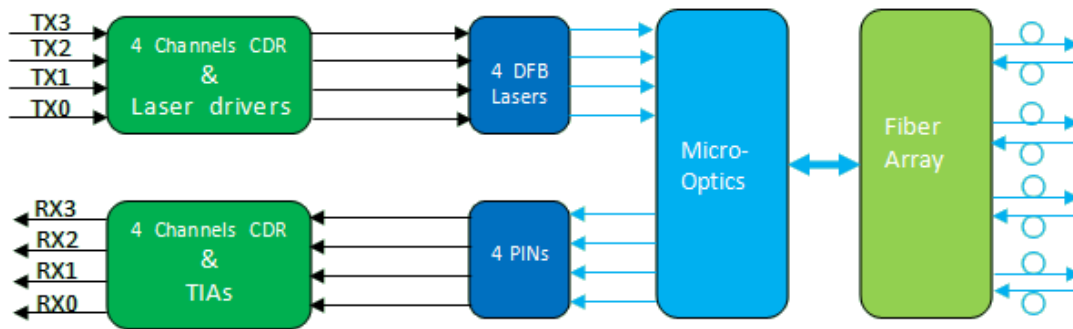 TX3
TX2
TX1
TX0
4 Channels CDR
&
Laser drivers
4 DFB
Lasers
Micro-
Optics
Fiber
Array
RX3
RX2
RX1
RX0
4 Channels CDR
&
TIAs
4 PINs